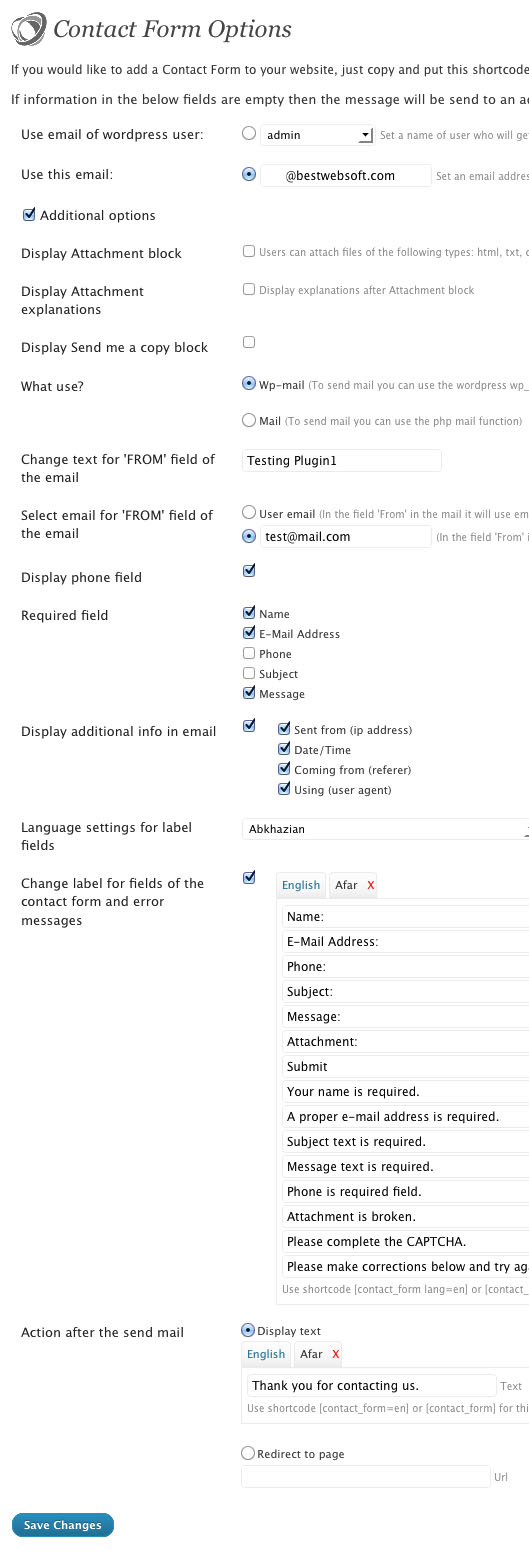 Contact Form Options
If you would like to add a Contact Form to your website, just copy and put this shortcode
If information in the below fields are empty then the message will be send to an
Use email of wordpress user:
admin Set a name of user who will
Use this email:
@bestwebsoft.com Set an email
Additional options
Display Attachment block
Users can attach files of the following types: html, txt,
Display Attachment
explanations
Display explanations after Attachment block
Display Send me a copy block
What use?
Wp-mail (To send mail you can use the wordpress wp_
Mail (To send mail you can use the php mail function)
Change text for 'FROM' field of
the email
Testing Plugin1
Select email for 'FROM' field of
the email
User email (In the field 'From' in the mail it will use
test@mail.com (In the field 'From'
Display phone field
Required field
Name
E-Mail Address
Phone
Subject
Message
Display additional info in email
Sent from (ip address)
Date/Time
Coming from (referer)
Using (user agent)
Language settings for label
fields
Abkhazian
Change label for fields of the
contact form and error
messages
English Afar X
Name:
E-Mail Address:
Phone:
Subject:
Message:
Attachment:
Submit
Your name is required.
A proper e-mail address is required.
Subject text is required.
Message text is required.
Phone is required field.
Attachment is broken.
Please complete the CAPTCHA.
Please make corrections below and try
Use shortcode [contact_form lang=en] or [contact_
Action after the send mail
Display text
English Afar X
Thank you for contacting us. Text
Use shortcode [contact_form=en] or [contact_form] for
Redirect to page
Url
Save Changes